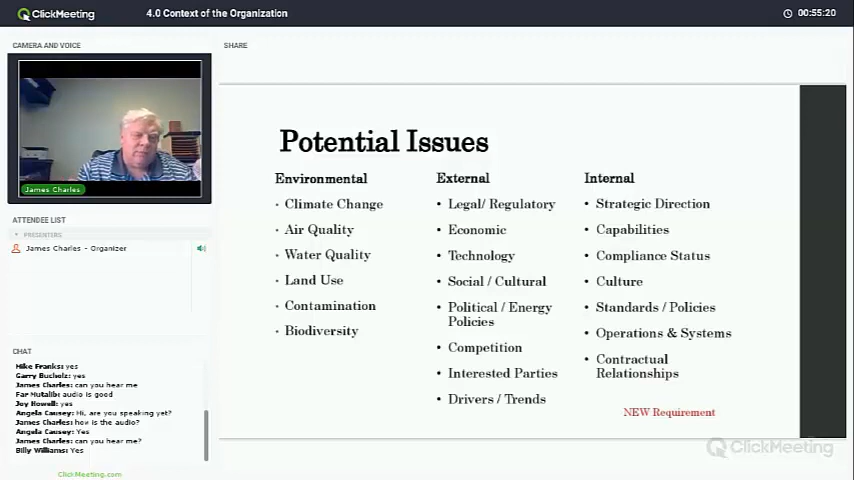 ClickMeeting
4.0 Context of the Organization
00:55:20
CAMERA AND VOICE
SHARE
James Charles
ATTENDEE LIST
PRESENTERS
James Charles - Organizer
CHAT
Mike Franks: yes
Garry Bucholz: yes
James Charles: can you hear me
Far Mutalib: audio is good
Joy Howell: yes
Angela Causey: Hi, are you speaking yet?
James Charles: how is the audio?
Angela Causey: Yes
James Charles: can you hear me?
Billy Williams: Yes
ClickMeeting.com
Potential Issues
Environmental
• Climate Change
• Air Quality
• Water Quality
• Land Use
• Contamination
• Biodiversity
External
• Legal/ Regulatory
• Economic
• Technology
• Social / Cultural
• Political / Energy
Policies
• Competition
• Interested Parties
• Drivers / Trends
Internal
• Strategic Direction
• Capabilities
• Compliance Status
• Culture
• Standards / Policies
• Operations & Systems
• Contractual
Relationships
NEW Requirement
ClickMeeting